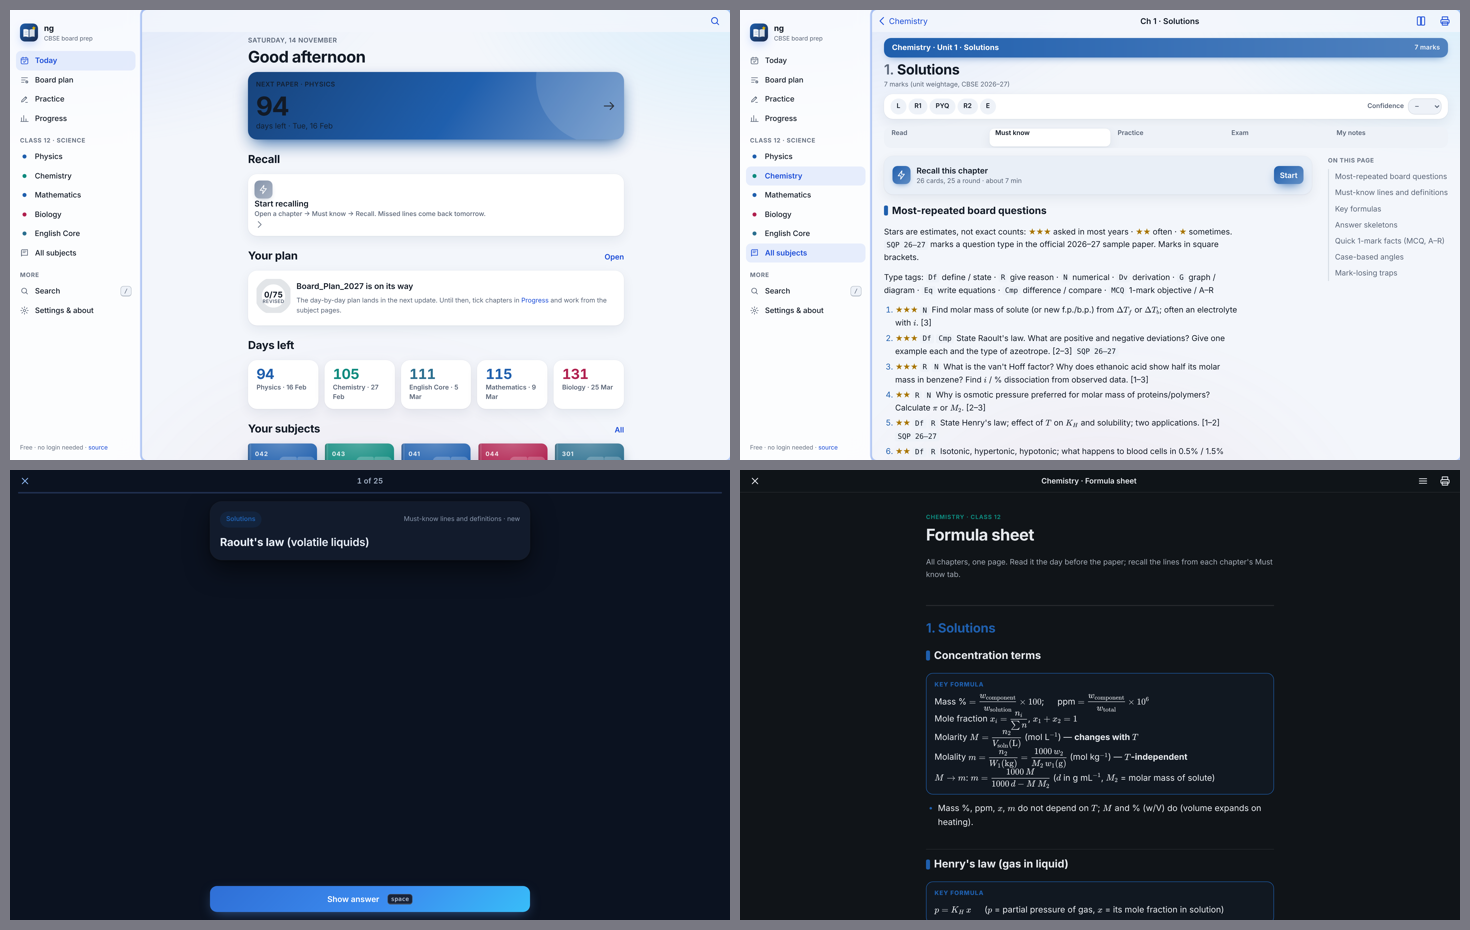 ng
CBSE board prep
Today
Board plan
Practice
Progress
CLASS 12 · SCIENCE
Physics
Chemistry
Mathematics
Biology
English Core
All subjects
MORE
Search /
Settings & about
Free · no login needed · source
SATURDAY, 14 NOVEMBER
Good afternoon
NEXT PAPER · PHYSICS
94
days left · Tue, 16 Feb
Recall
Start recalling
Open a chapter → Must know → Recall. Missed lines come back tomorrow.
Your plan Open
0/75
REVISED
Board_Plan_2027 is on its way
The day-by-day plan lands in the next update. Until then, tick chapters in Progress and work from the
subject pages.
Days left
94
Physics · 16 Feb
105
Chemistry · 27
Feb
111
English Core · 5
Mar
115
Mathematics · 9
Mar
131
Biology · 25 Mar
Your subjects All
042 043 041 044 301
ng
CBSE board prep
Today
Board plan
Practice
Progress
CLASS 12 · SCIENCE
Physics
Chemistry
Mathematics
Biology
English Core
All subjects
MORE
Search /
Settings & about
Free · no login needed · source
Chemistry
Ch 1 · Solutions
Chemistry · Unit 1 · Solutions 7 marks
1. Solutions
7 marks (unit weightage, CBSE 2026–27)
L R1 PYQ R2 E Confidence –
Read Must know Practice Exam My notes
Recall this chapter
26 cards, 25 a round · about 7 min
Start
Most-repeated board questions
Stars are estimates, not exact counts: ★★★ asked in most years · ★★ often · ★ sometimes.
SQP 26–27 marks a question type in the official 2026–27 sample paper. Marks in square
brackets.
Type tags: Df define / state · R give reason · N numerical · Dv derivation · G graph /
diagram · Eq write equations · Cmp difference / compare · MCQ 1-mark objective / A–R
1. ★★★ N Find molar mass of solute (or new f.p./b.p.) from ΔT_f or ΔT_b; often an electrolyte
with i. [3]
2. ★★★ Df Cmp State Raoult's law. What are positive and negative deviations? Give one
example each and the type of azeotrope. [2–3] SQP 26–27
3. ★★★ R N What is the van't Hoff factor? Why does ethanoic acid show half its molar
mass in benzene? Find i / % dissociation from observed data. [1–3]
4. ★★ R N Why is osmotic pressure preferred for molar mass of proteins/polymers?
Calculate π or M₂. [2–3]
5. ★★ Df R State Henry's law; effect of T on K_H and solubility; two applications. [1–2]
SQP 26–27
6. ★★ Df R Isotonic, hypertonic, hypotonic; what happens to blood cells in 0.5% / 1.5%
ON THIS PAGE
Most-repeated board questions
Must-know lines and definitions
Key formulas
Answer skeletons
Quick 1-mark facts (MCQ, A–R)
Case-based angles
Mark-losing traps
1 of 25
Solutions Must-know lines and definitions · new
Raoult's law (volatile liquids)
Show answer space
Chemistry · Formula sheet
CHEMISTRY · CLASS 12
Formula sheet
All chapters, one page. Read it the day before the paper; recall the lines from each chapter's Must
know tab.
1. Solutions
Concentration terms
KEY FORMULA
Mass % = w_component/w_solution × 100; ppm = w_component/w_total × 10⁶
Mole fraction x_i = n_i/∑n, x₁ + x₂ = 1
Molarity M = n₂/V_soln(L) (mol L⁻¹) — changes with T
Molality m = n₂/W₁(kg) = 1000 w₂/M₂ w₁(g) (mol kg⁻¹) — T-independent
M → m: m = 1000 M/1000 d − M M₂ (d in g mL⁻¹, M₂ = molar mass of solute)
Mass %, ppm, x, m do not depend on T; M and % (w/V) do (volume expands on
heating).
Henry's law (gas in liquid)
KEY FORMULA
p = K_H x (p = partial pressure of gas, x = its mole fraction in solution)